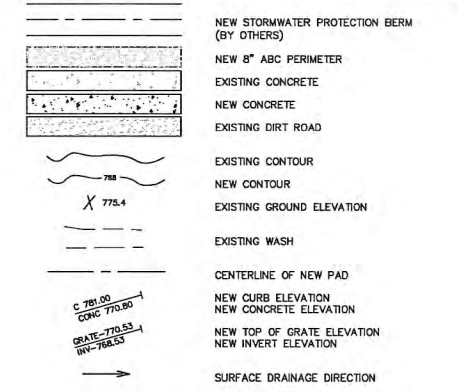 NEW STORMWATER PROTECTION BERM
(BY OTHERS)
NEW 8" ABC PERIMETER
EXISTING CONCRETE
NEW CONCRETE
EXISTING DIRT ROAD
EXISTING CONTOUR
768
NEW CONTOUR
X 775.4
EXISTING GROUND ELEVATION
EXISTING WASH
CENTERLINE OF NEW PAD
C 781.00
CONC 770.80
NEW CURB ELEVATION
NEW CONCRETE ELEVATION
GRATE-770.53
INV-768.53
NEW TOP OF GRATE ELEVATION
NEW INVERT ELEVATION
SURFACE DRAINAGE DIRECTION